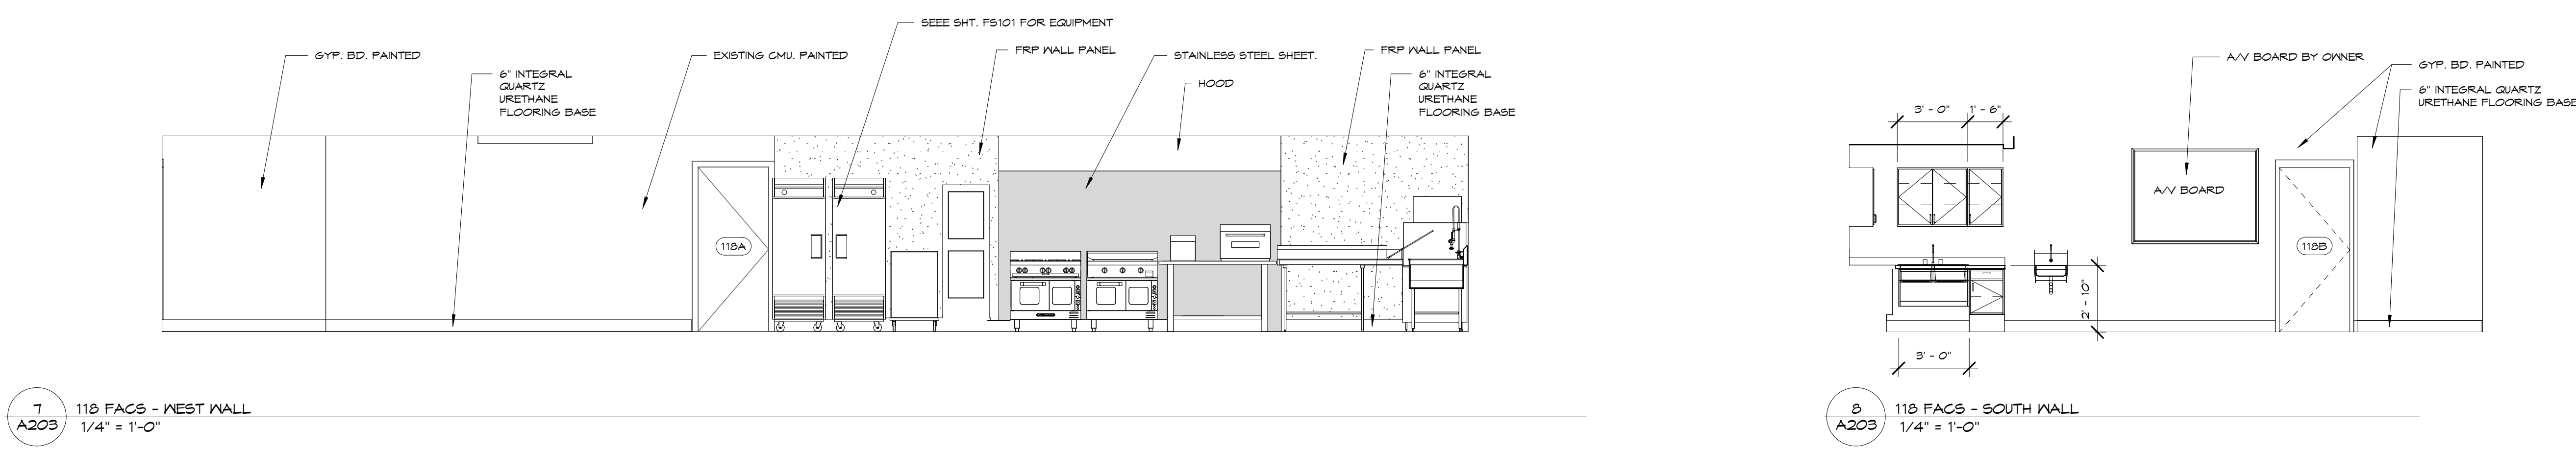 SEEE SHT. FS101 FOR EQUIPMENT
GYP. BD. PAINTED
6" INTEGRAL
QUARTZ
URETHANE
FLOORING BASE
EXISTING CMU. PAINTED
FRP WALL PANEL
STAINLESS STEEL SHEET.
HOOD
FRP WALL PANEL
6" INTEGRAL
QUARTZ
URETHANE
FLOORING BASE
118A
7
A203
118 FACS - WEST WALL
1/4" = 1'-0"
A/V BOARD BY OWNER
GYP. BD. PAINTED
6" INTEGRAL QUARTZ
URETHANE FLOORING BASE
3' - 0"
1' - 6"
A/V BOARD
118B
2' - 10"
3' - 0"
8
A203
118 FACS - SOUTH WALL
1/4" = 1'-0"